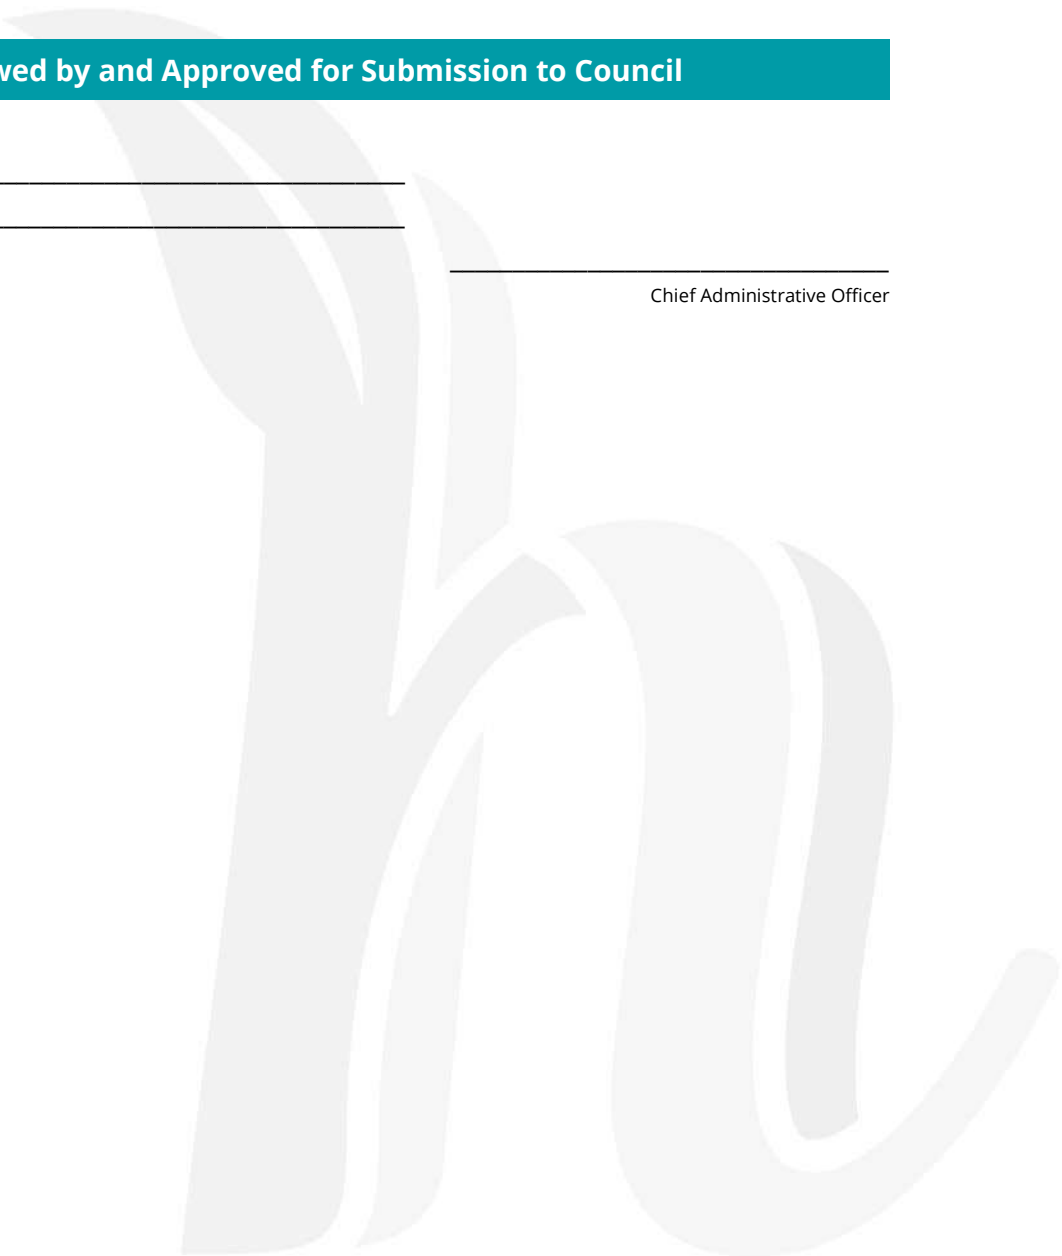 wed by and Approved for Submission to Council
Chief Administrative Officer